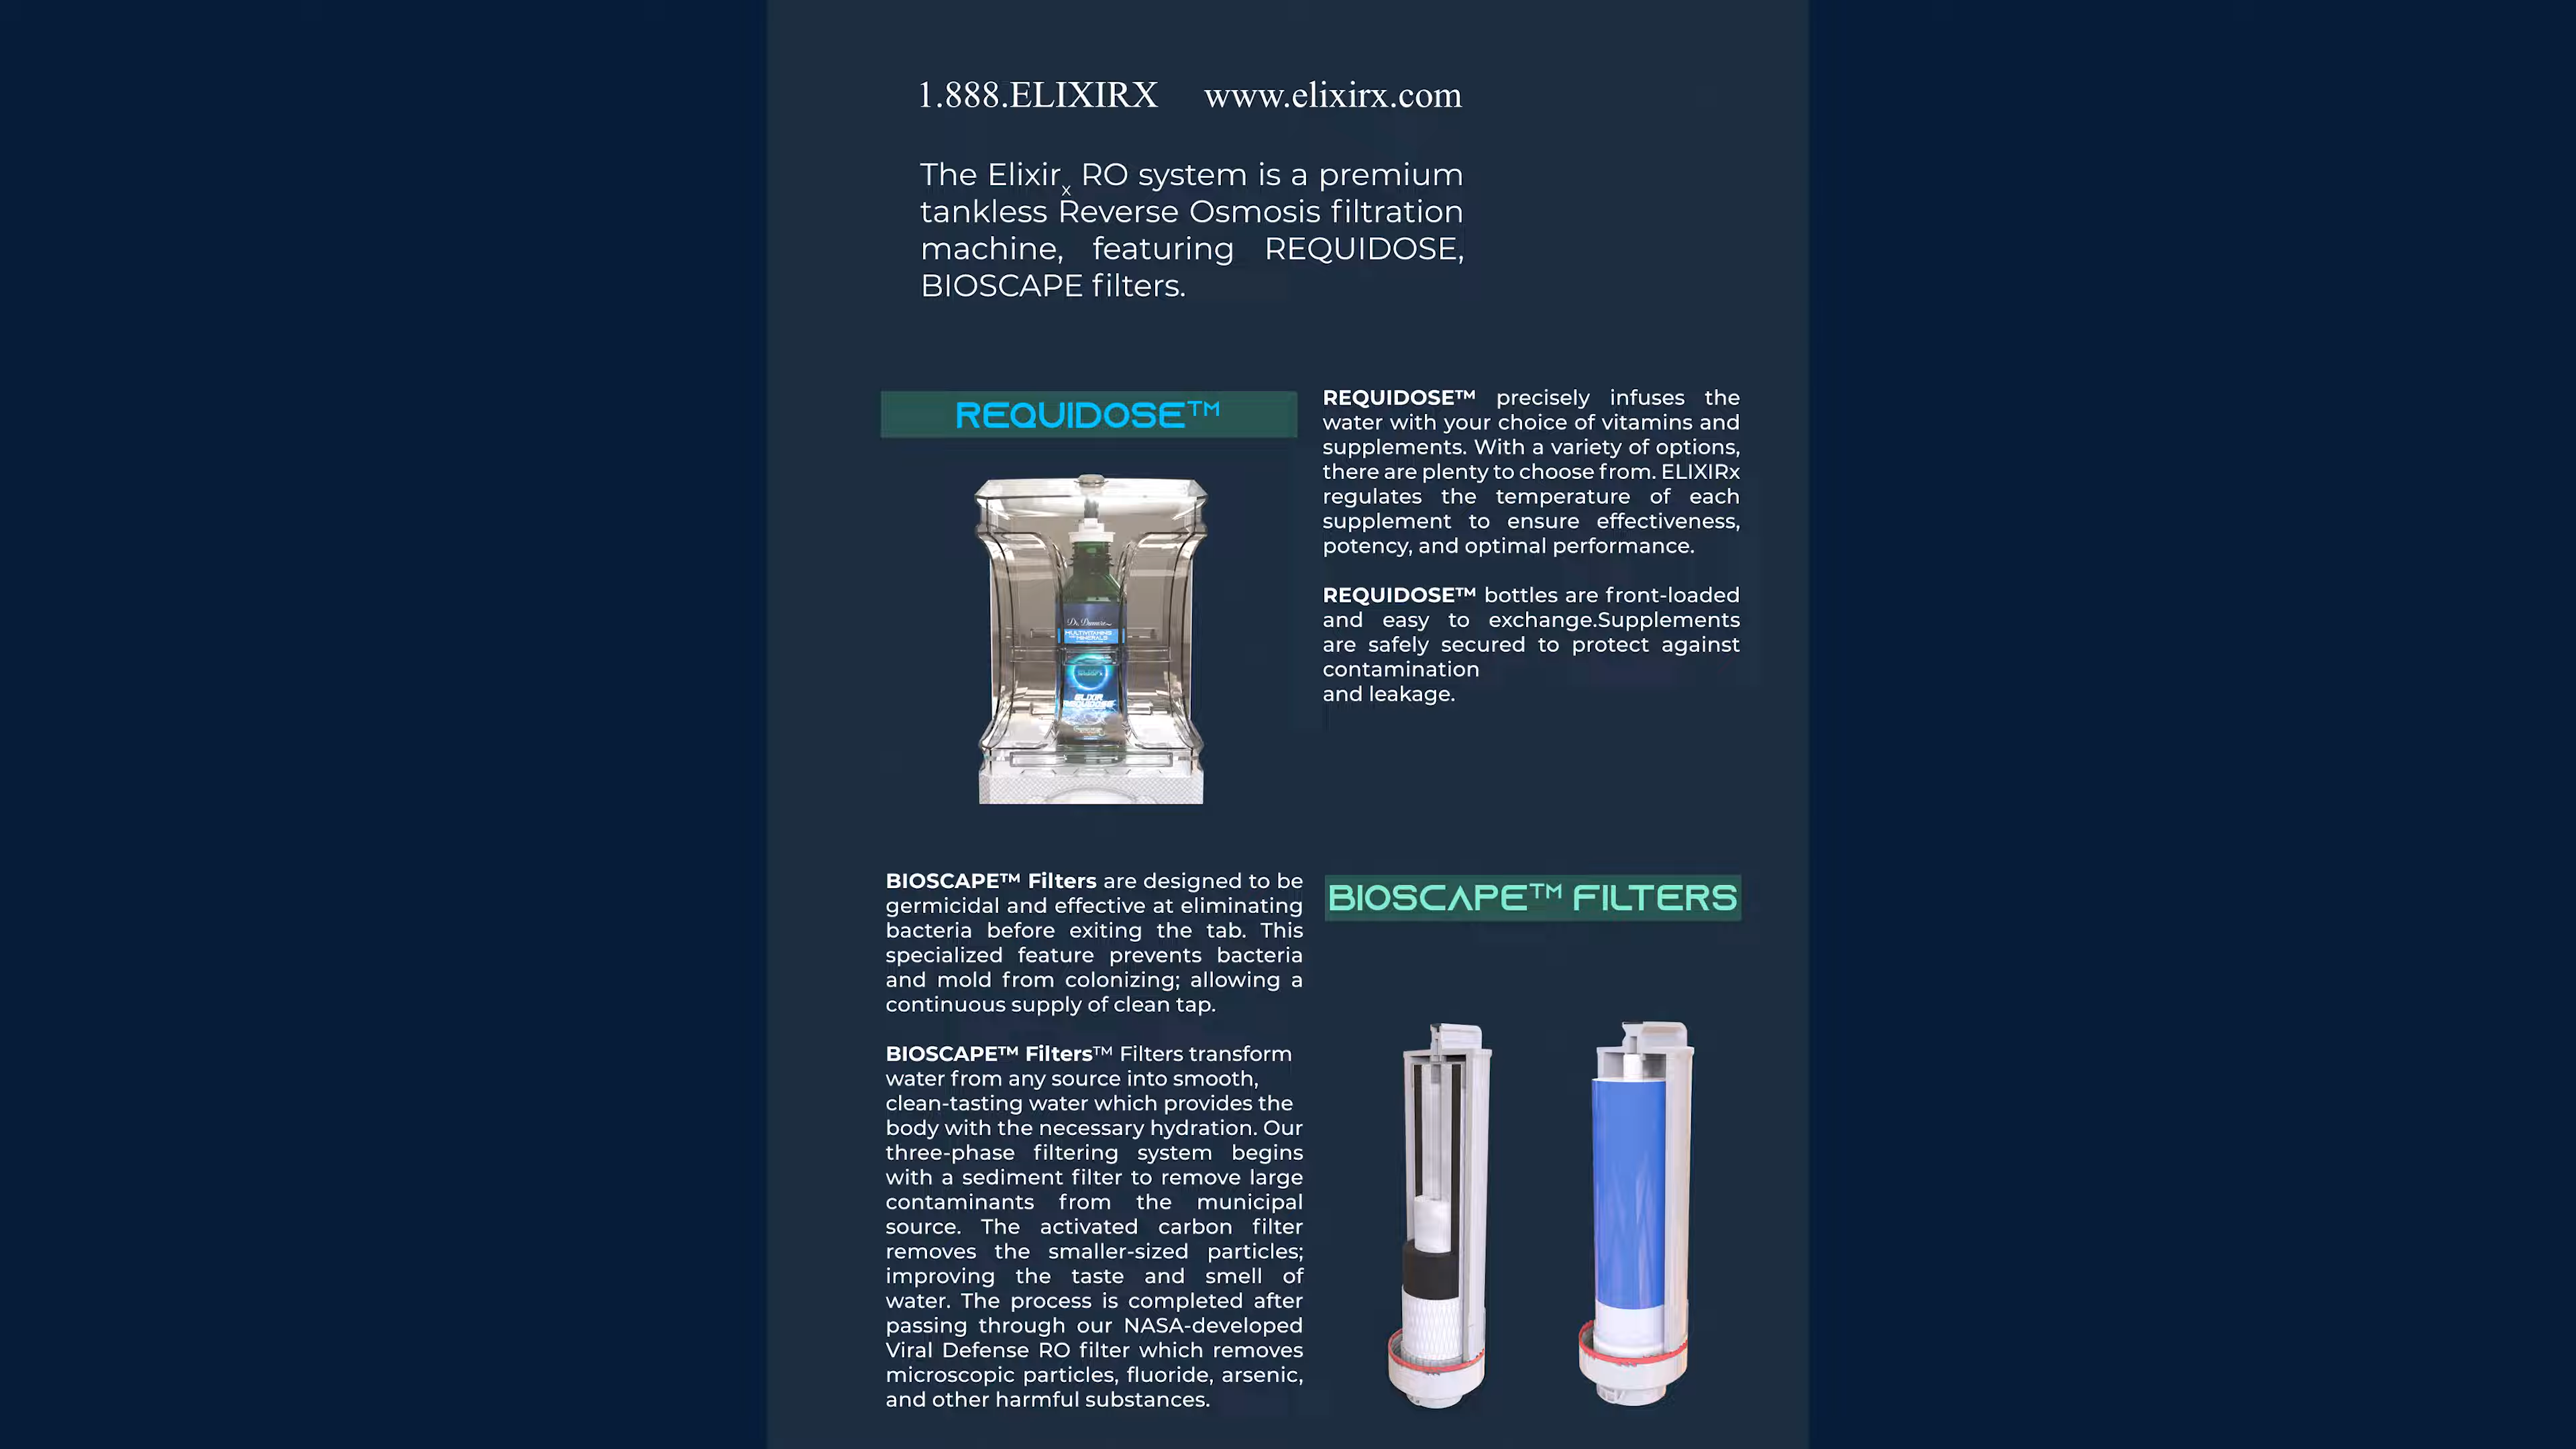 1.888.ELIXIRX www.elixirx.com
The Elixirx RO system is a premium
tankless Reverse Osmosis filtration
machine, featuring REQUIDOSE,
BIOSCAPE filters.
REQUIDOSE™
REQUIDOSE™ precisely infuses the
water with your choice of vitamins and
supplements. With a variety of options,
there are plenty to choose from. ELIXIRx
regulates the temperature of each
supplement to ensure effectiveness,
potency, and optimal performance.
REQUIDOSE™ bottles are front-loaded
and easy to exchange.Supplements
are safely secured to protect against
contamination
and leakage.
MULTIVITAMINS
MINERALS
ELIXIR
REQUIDOSE
BIOSCAPE™ Filters are designed to be
germicidal and effective at eliminating
bacteria before exiting the tab. This
specialized feature prevents bacteria
and mold from colonizing; allowing a
continuous supply of clean tap.
BIOSCAPE™ Filters™ Filters transform
water from any source into smooth,
clean-tasting water which provides the
body with the necessary hydration. Our
three-phase filtering system begins
with a sediment filter to remove large
contaminants from the municipal
source. The activated carbon filter
removes the smaller-sized particles;
improving the taste and smell of
water. The process is completed after
passing through our NASA-developed
Viral Defense RO filter which removes
microscopic particles, fluoride, arsenic,
and other harmful substances.
BIOSCAPE™ FILTERS